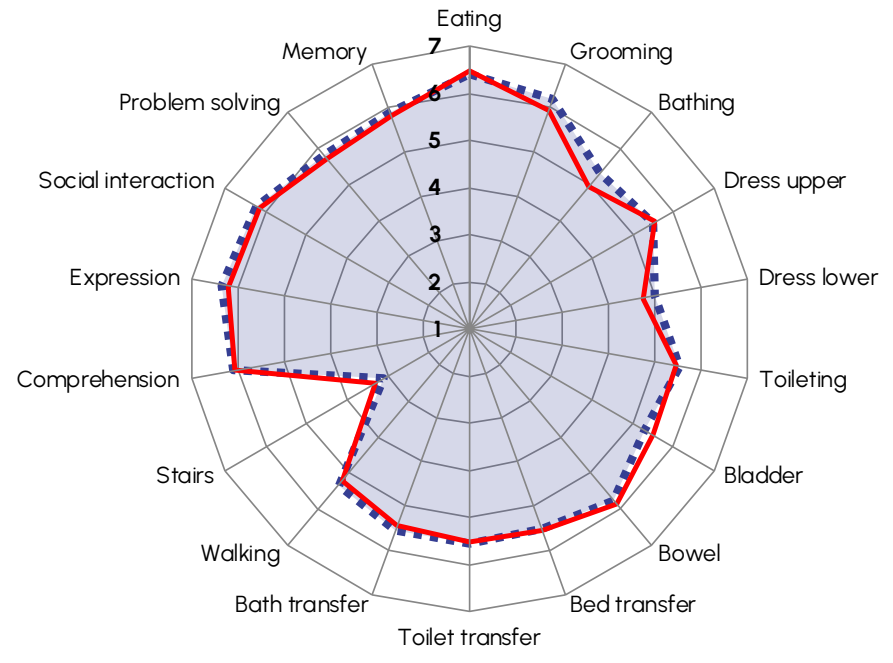 Eating
7
Memory
Grooming
6
Problem solving
Bathing
5
Social interaction
Dress upper
4
3
Expression
Dress lower
2
1
Comprehension
Toileting
Stairs
Bladder
Walking
Bowel
Bath transfer
Bed transfer
Toilet transfer